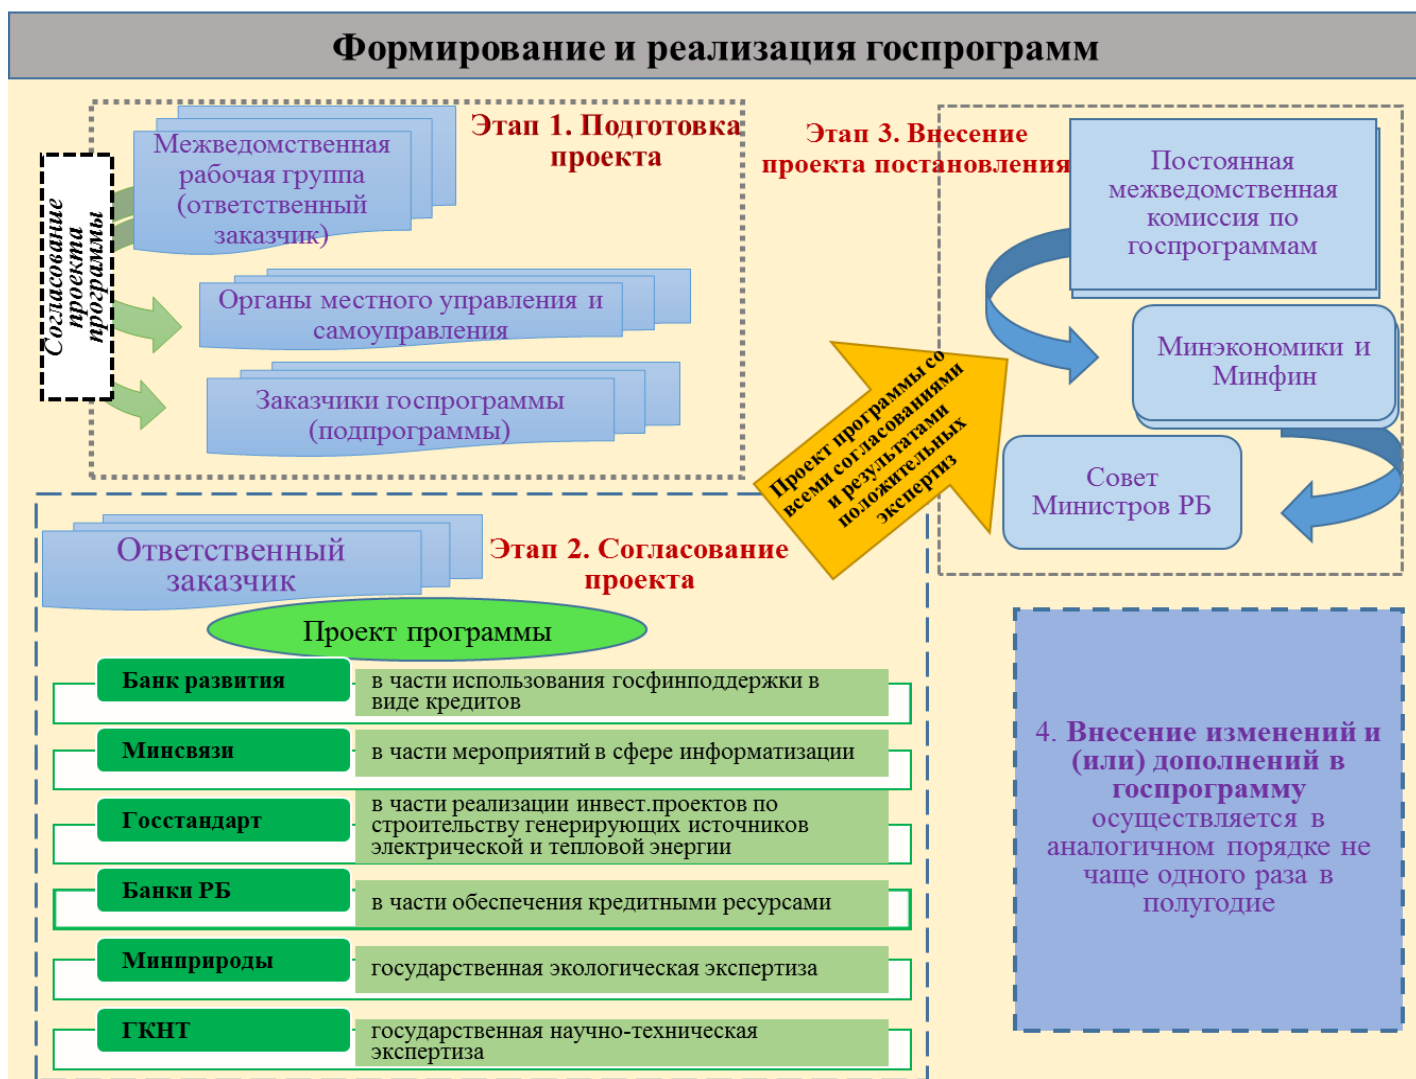 Формирование и реализация госпрограмм
Этап 1. Подготовка
проекта
Согласование
проекта
программы
Межведомственная
рабочая группа
(ответственный
заказчик)
Органы местного управления и
самоуправления
Заказчики госпрограммы
(подпрограммы)
Этап 2. Согласование
проекта
Ответственный
заказчик
Проект программы
Банк развития
в части использования госфинподдержки в
виде кредитов
Минсвязи
в части мероприятий в сфере информатизации
Госстандарт
в части реализации инвест.проектов по
строительству генерирующих источников
электрической и тепловой энергии
Банки РБ
в части обеспечения кредитными ресурсами
Минприроды
государственная экологическая экспертиза
ГКНТ
государственная научно-техническая
экспертиза
Проект программы со
всеми согласованиями
и результатами
положительных
экспертиз
Этап 3. Внесение
проекта постановления
Постоянная
межведомственная
комиссия по
госпрограммам
Минэкономики и
Минфин
Совет
Министров РБ
4. Внесение изменений и
(или) дополнений в
госпрограмму
осуществляется в
аналогичном порядке не
чаще одного раза в
полугодие